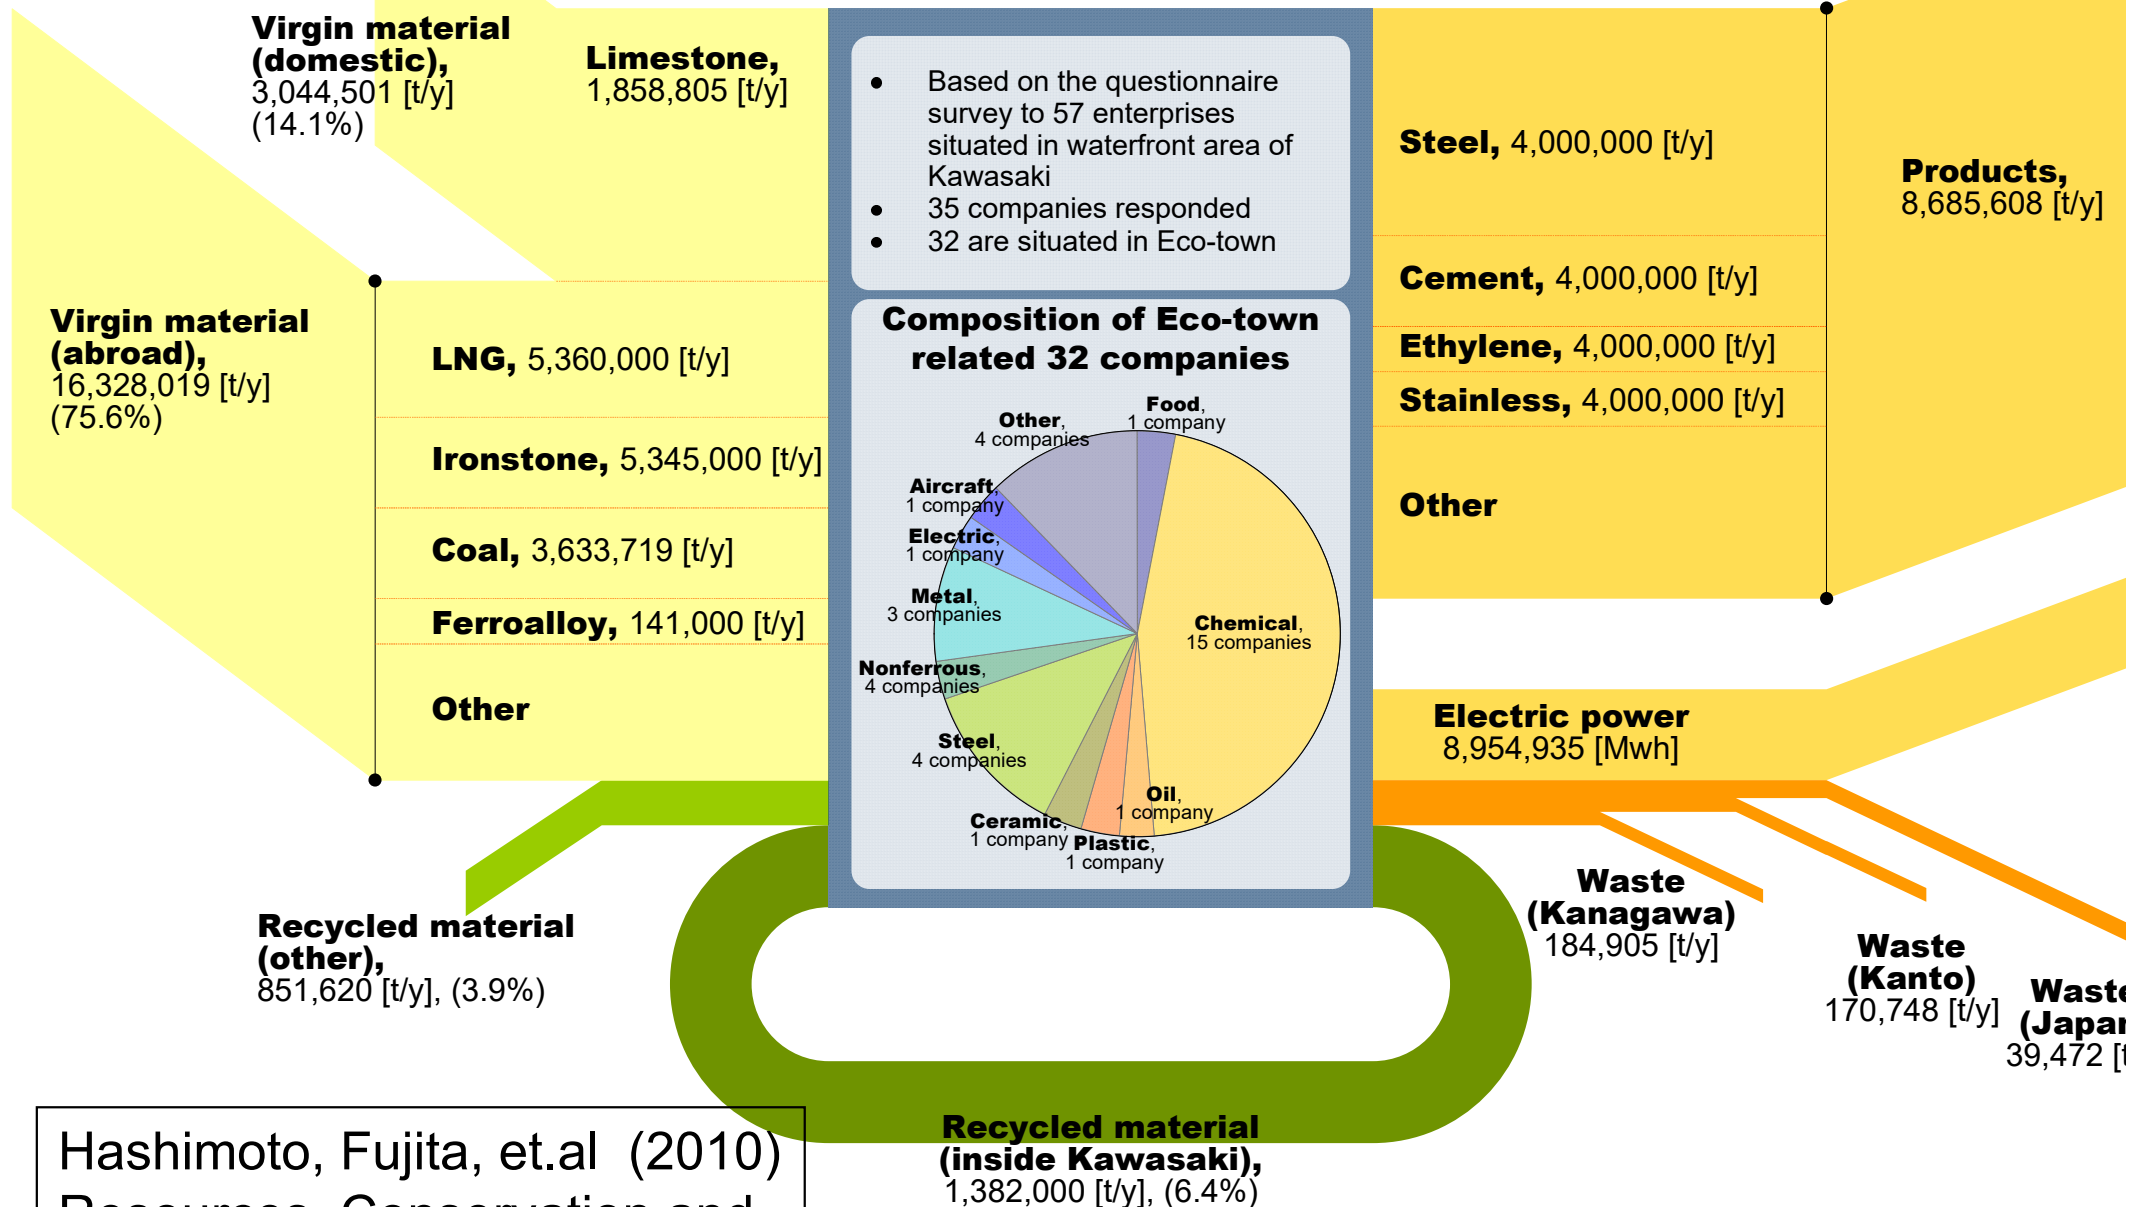 Virgin material
(domestic),
3,044,501 [t/y]
(14.1%)
Limestone,
1,858,805 [t/y]
Virgin material
(abroad),
16,328,019 [t/y]
(75.6%)
LNG, 5,360,000 [t/y]
Ironstone, 5,345,000 [t/y]
Coal, 3,633,719 [t/y]
Ferroalloy, 141,000 [t/y]
Other
Recycled material
(other),
851,620 [t/y], (3.9%)
• Based on the questionnaire
survey to 57 enterprises
situated in waterfront area of
Kawasaki
• 35 companies responded
• 32 are situated in Eco-town
Composition of Eco-town
related 32 companies
Food,
1 company
Other,
4 companies
Aircraft,
1 company
Electric,
1 company
Metal,
3 companies
Chemical,
15 companies
Nonferrous,
4 companies
Steel,
4 companies
Oil,
1 company
Ceramic,
1 company
Plastic,
1 company
Steel, 4,000,000 [t/y]
Cement, 4,000,000 [t/y]
Ethylene, 4,000,000 [t/y]
Stainless, 4,000,000 [t/y]
Other
Products,
8,685,608 [t/y]
Electric power
8,954,935 [Mwh]
Waste
(Kanagawa)
184,905 [t/y]
Waste
(Kanto)
170,748 [t/y]
Waste
(Japan
39,472 [t
Recycled material
(inside Kawasaki),
1,382,000 [t/y], (6.4%)
Hashimoto, Fujita, et.al (2010)
Resources, Conservation and